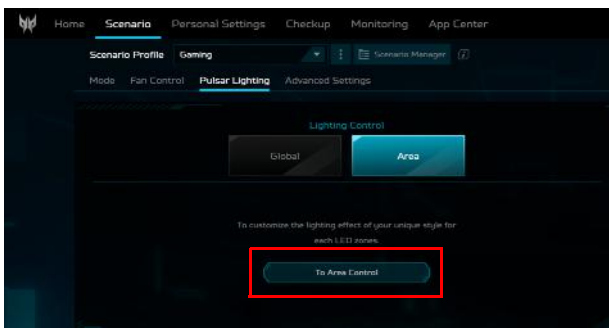 Home Scenario Personal Settings Checkup Monitoring App Center
Scenario Profile Gaming Scenario Manager
Mode Fan Control Pulsar Lighting Advanced Settings
Lighting Control
Global Area
To customize the lighting effect of your unique style for
each LED zones.
To Area Control